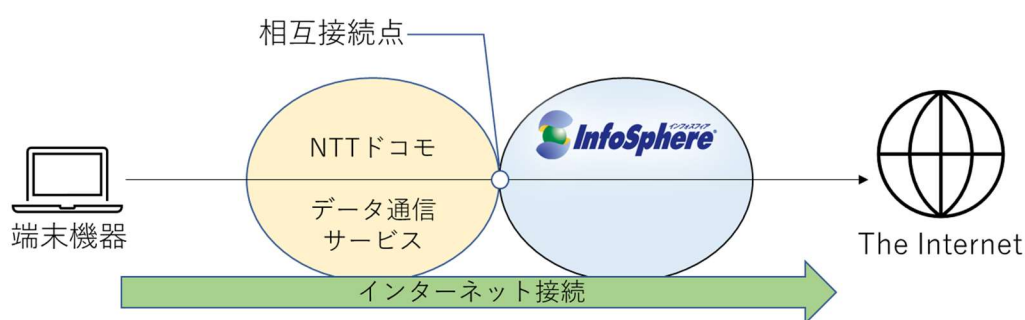 相互接続点
NTTドコモ
データ通信
サービス
インフォスフィア
InfoSphere®
端末機器
The Internet
インターネット接続